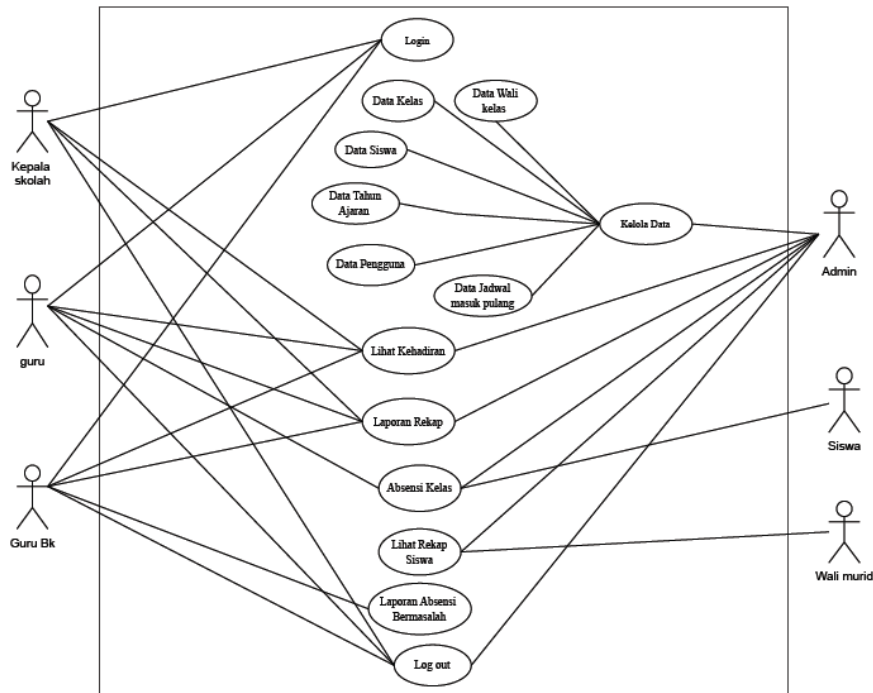 Login
Data Kelas
Data Wali
kelas
Kepala
skolah
Data Siswa
Data Tahun
Ajaran
Kelola Data
Admin
Data Pengguna
Data Jadwal
masuk pulang
guru
Lihat Kehadiran
Laporan Rekap
Siswa
Absensi Kelas
Guru Bk
Lihat Rekap
Siswa
Wali murid
Laporan Absensi
Bermasalah
Log out